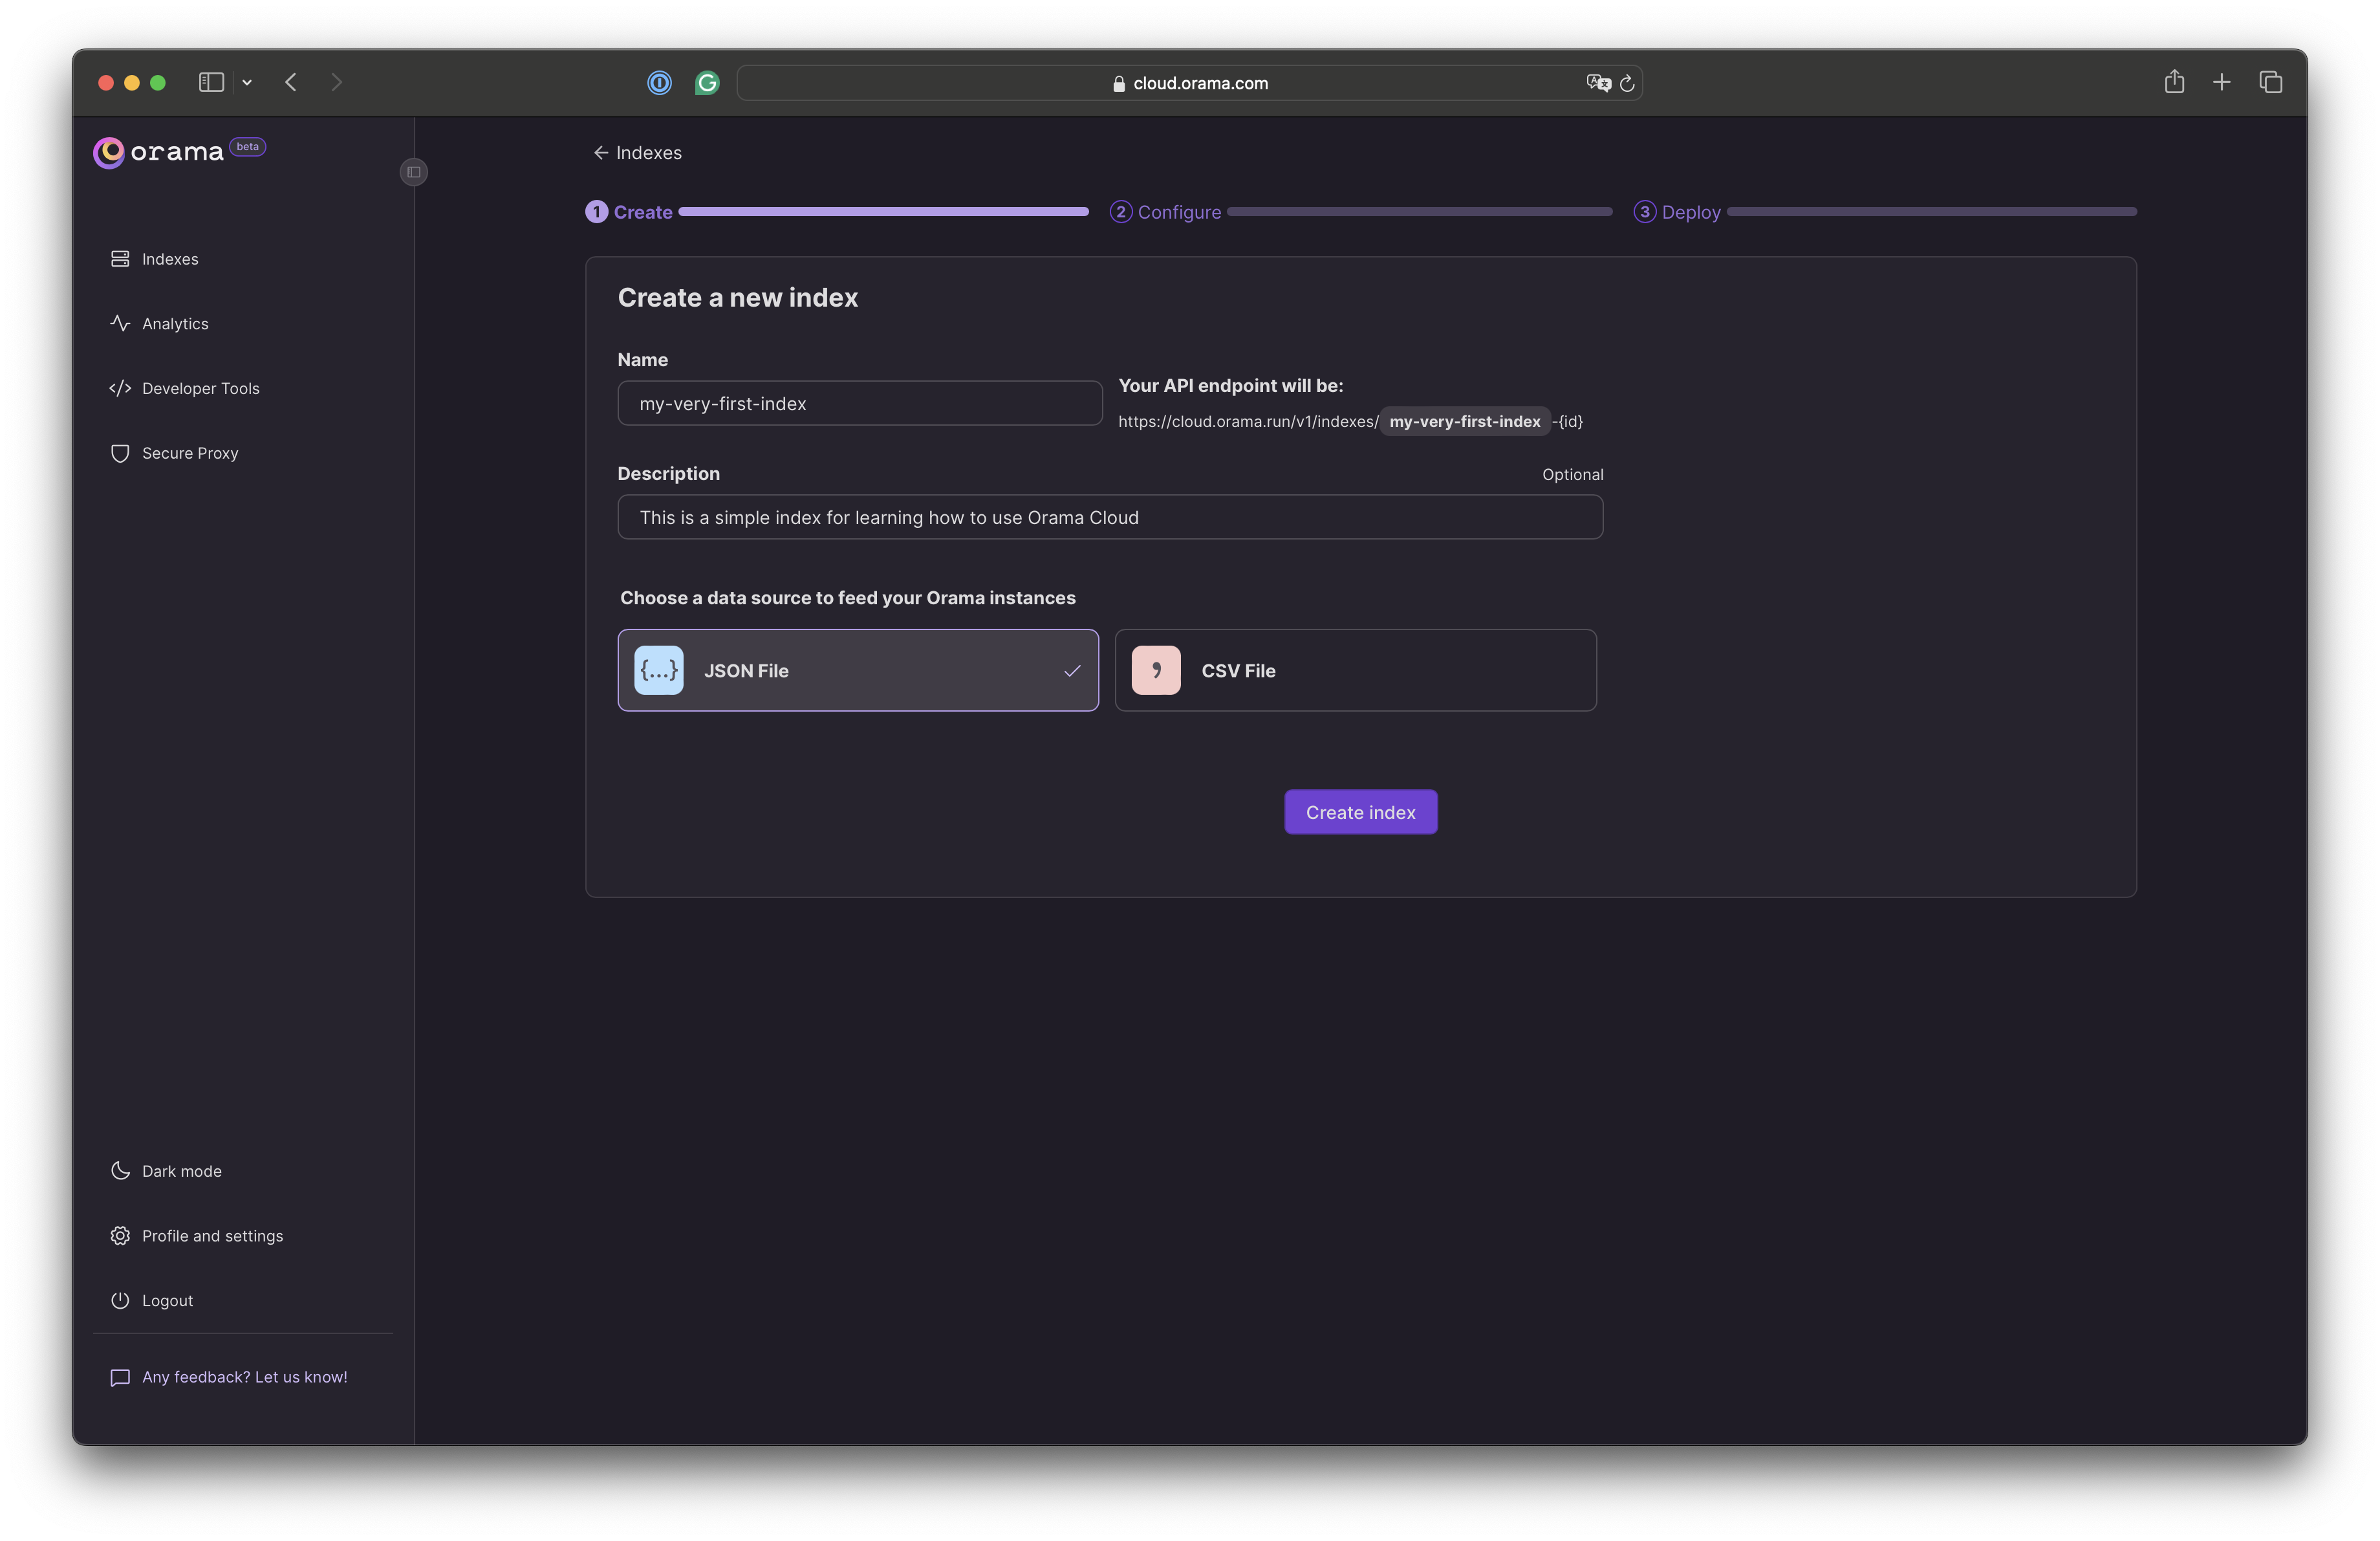 cloud.orama.com
orama beta
Indexes
Analytics
Developer Tools
Secure Proxy
Dark mode
Profile and settings
Logout
Any feedback? Let us know!
← Indexes
1 Create 2 Configure 3 Deploy
Create a new index
Name
my-very-first-index
Your API endpoint will be:
https://cloud.orama.run/v1/indexes/ my-very-first-index -{id}
Description Optional
This is a simple index for learning how to use Orama Cloud
Choose a data source to feed your Orama instances
{...} JSON File
, CSV File
Create index